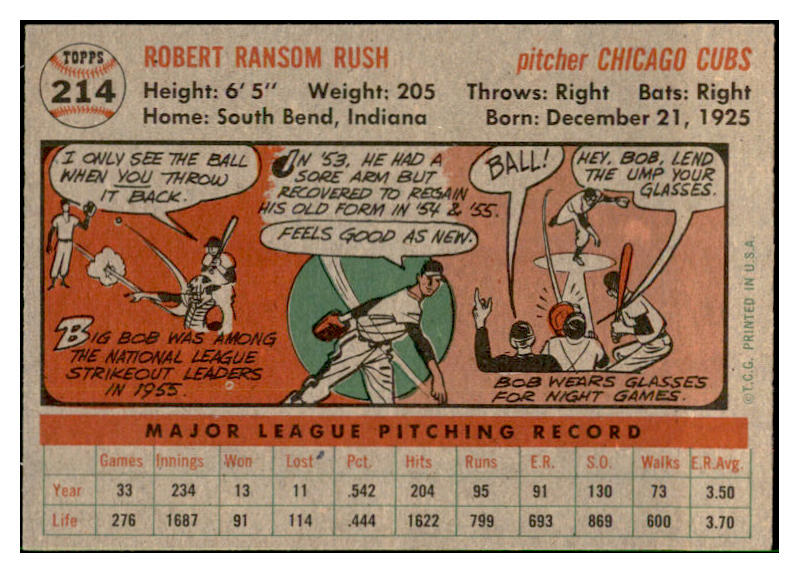 TOPPS
214
ROBERT RANSOM RUSH
pitcher CHICAGO CUBS
Height: 6' 5" Weight: 205 Throws: Right Bats: Right
Home: South Bend, Indiana Born: December 21, 1925
I ONLY SEE THE BALL
WHEN YOU THROW
IT BACK.
BIG BOB WAS AMONG
THE NATIONAL LEAGUE
STRIKEOUT LEADERS
IN 1955.
IN '53, HE HAD A
SORE ARM BUT
RECOVERED TO REGAIN
HIS OLD FORM IN '54 & '55.
FEELS GOOD AS NEW.
BALL!
HEY, BOB, LEND
THE UMP YOUR
GLASSES.
BOB WEARS GLASSES
FOR NIGHT GAMES.
©T.C.G. PRINTED IN U.S.A.
MAJOR LEAGUE PITCHING RECORD
Games Innings Won Lost Pct. Hits Runs E.R. S.O. Walks E.R.Avg.
Year 33 234 13 11 .542 204 95 91 130 73 3.50
Life 276 1687 91 114 .444 1622 799 693 869 600 3.70